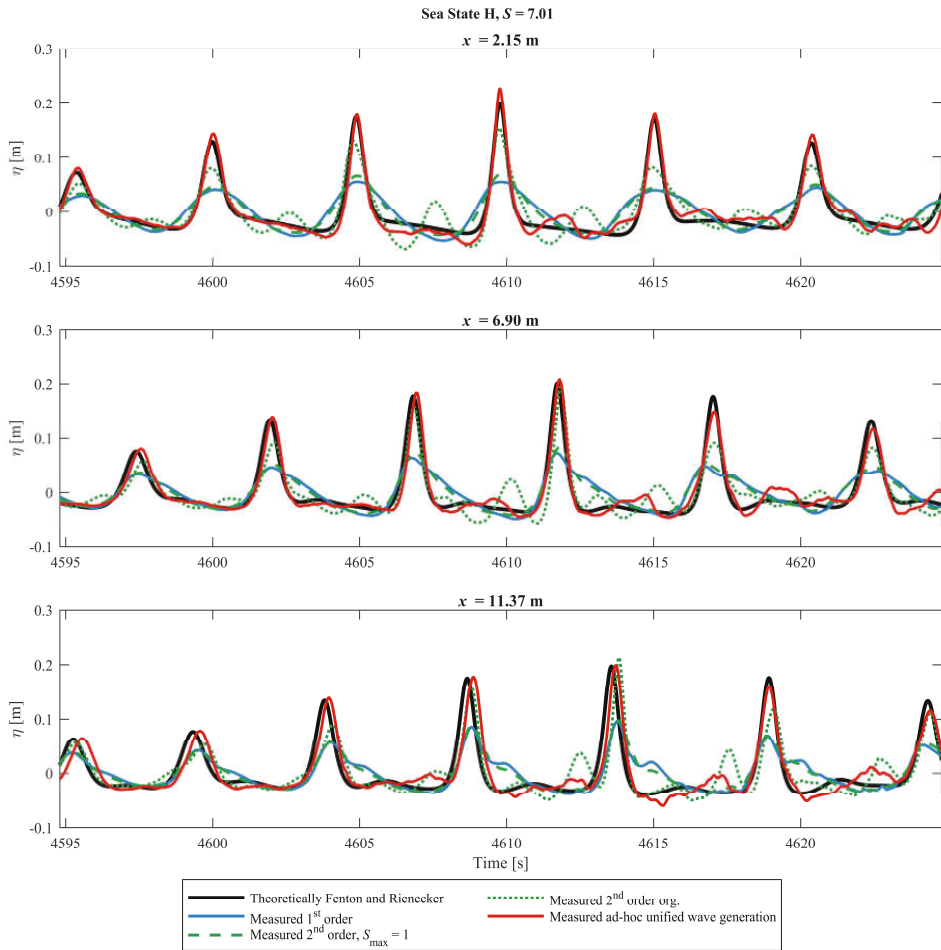 Sea State H, S = 7.01
x = 2.15 m
0.3
0.2
0.1
0
-0.1
η [m]
4595 4600 4605 4610 4615 4620
x = 6.90 m
0.3
0.2
0.1
0
-0.1
η [m]
4595 4600 4605 4610 4615 4620
x = 11.37 m
0.3
0.2
0.1
0
-0.1
η [m]
4595 4600 4605 4610 4615 4620
Time [s]
Theoretically Fenton and Rienecker
Measured 1st order
Measured 2nd order, Smax = 1
Measured 2nd order org.
Measured ad-hoc unified wave generation